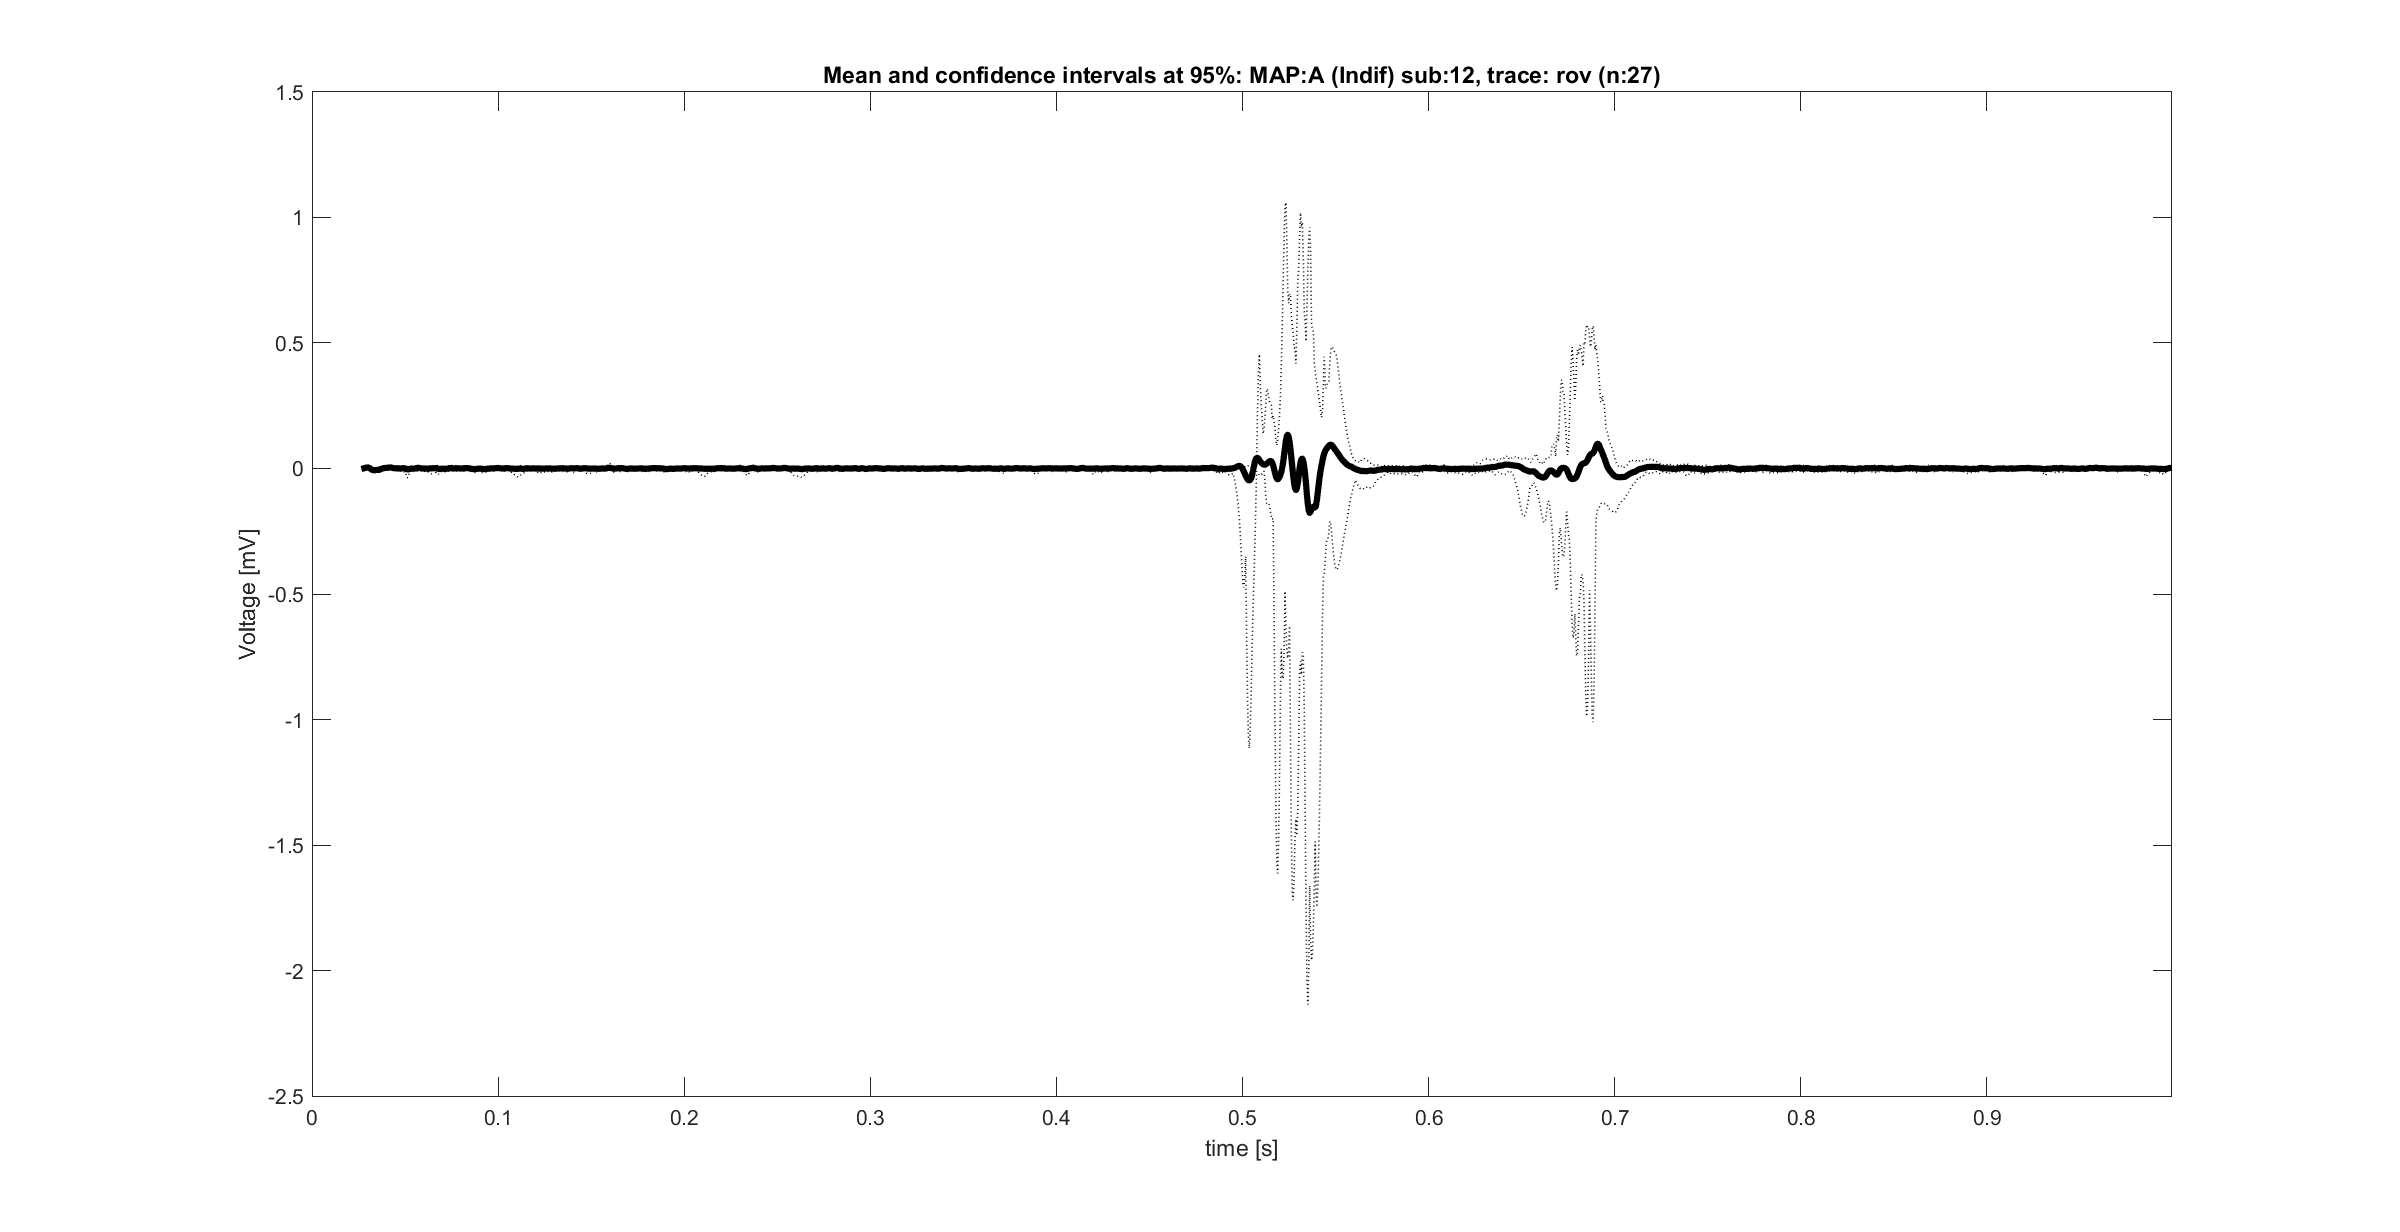 Mean and confidence intervals at 95%: MAP:A (Indif) sub:12, trace: rov (n:27)
1.5
1
0.5
0
-0.5
-1
-1.5
-2
-2.5
Voltage [mV]
0 0.1 0.2 0.3 0.4 0.5 0.6 0.7 0.8 0.9
time [s]